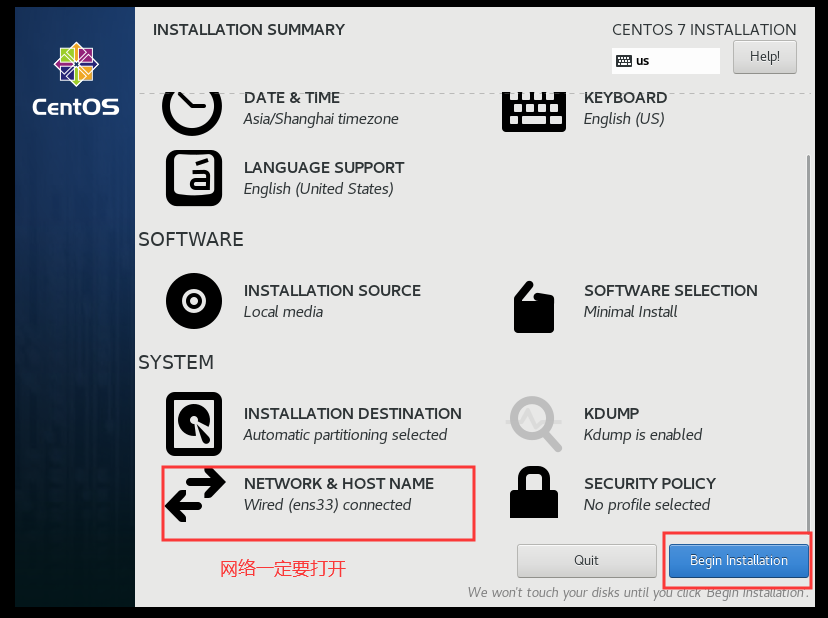 INSTALLATION SUMMARY
CENTOS 7 INSTALLATION
us
Help!
CentOS
DATE & TIME
Asia/Shanghai timezone
KEYBOARD
English (US)
á
LANGUAGE SUPPORT
English (United States)
SOFTWARE
INSTALLATION SOURCE
Local media
SOFTWARE SELECTION
Minimal Install
SYSTEM
INSTALLATION DESTINATION
Automatic partitioning selected
KDUMP
Kdump is enabled
NETWORK & HOST NAME
Wired (ens33) connected
SECURITY POLICY
No profile selected
网络一定要打开
Quit
Begin Installation
We won't touch your disks until you click 'Begin Installation'.